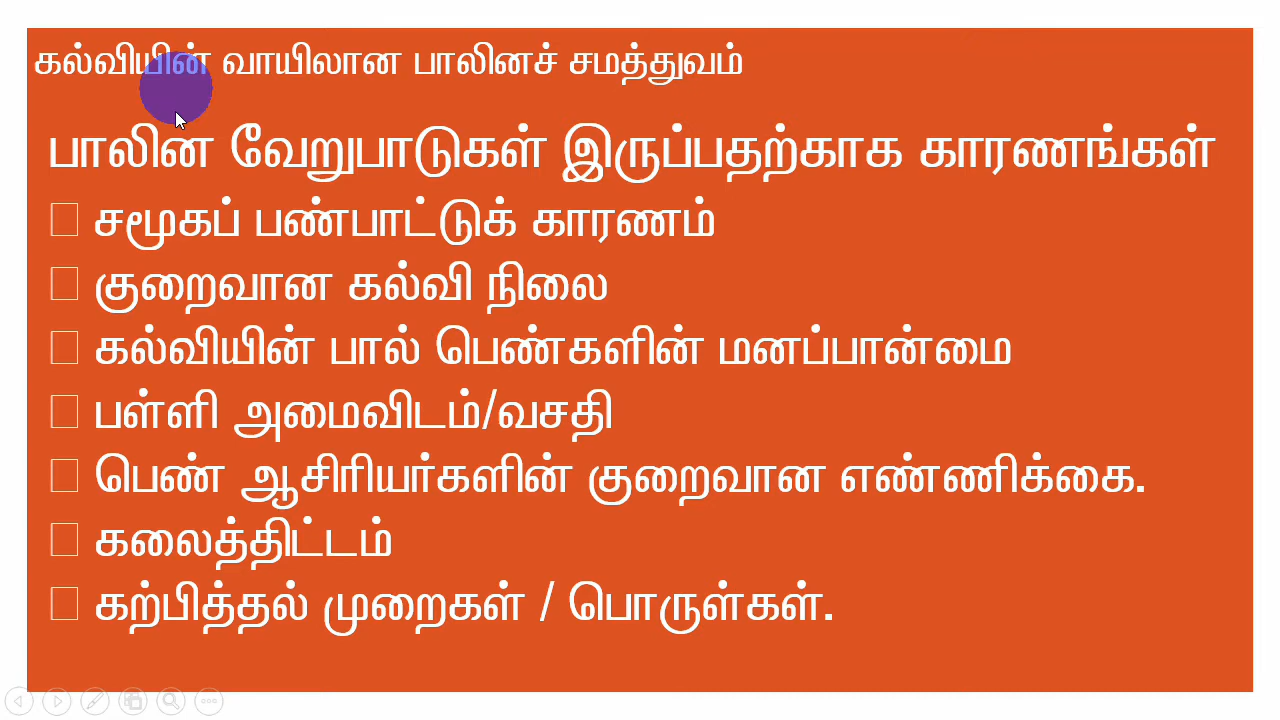 கல்வியின் வாயிலான பாலினச் சமத்துவம்
பாலின வேறுபாடுகள் இருப்பதற்காக காரணங்கள்
சமூகப் பண்பாட்டுக் காரணம்
குறைவான கல்வி நிலை
கல்வியின் பால் பெண்களின் மனப்பான்மை
பள்ளி அமைவிடம்/வசதி
பெண் ஆசிரியர்களின் குறைவான எண்ணிக்கை.
கலைத்திட்டம்
கற்பித்தல் முறைகள் / பொருள்கள்.